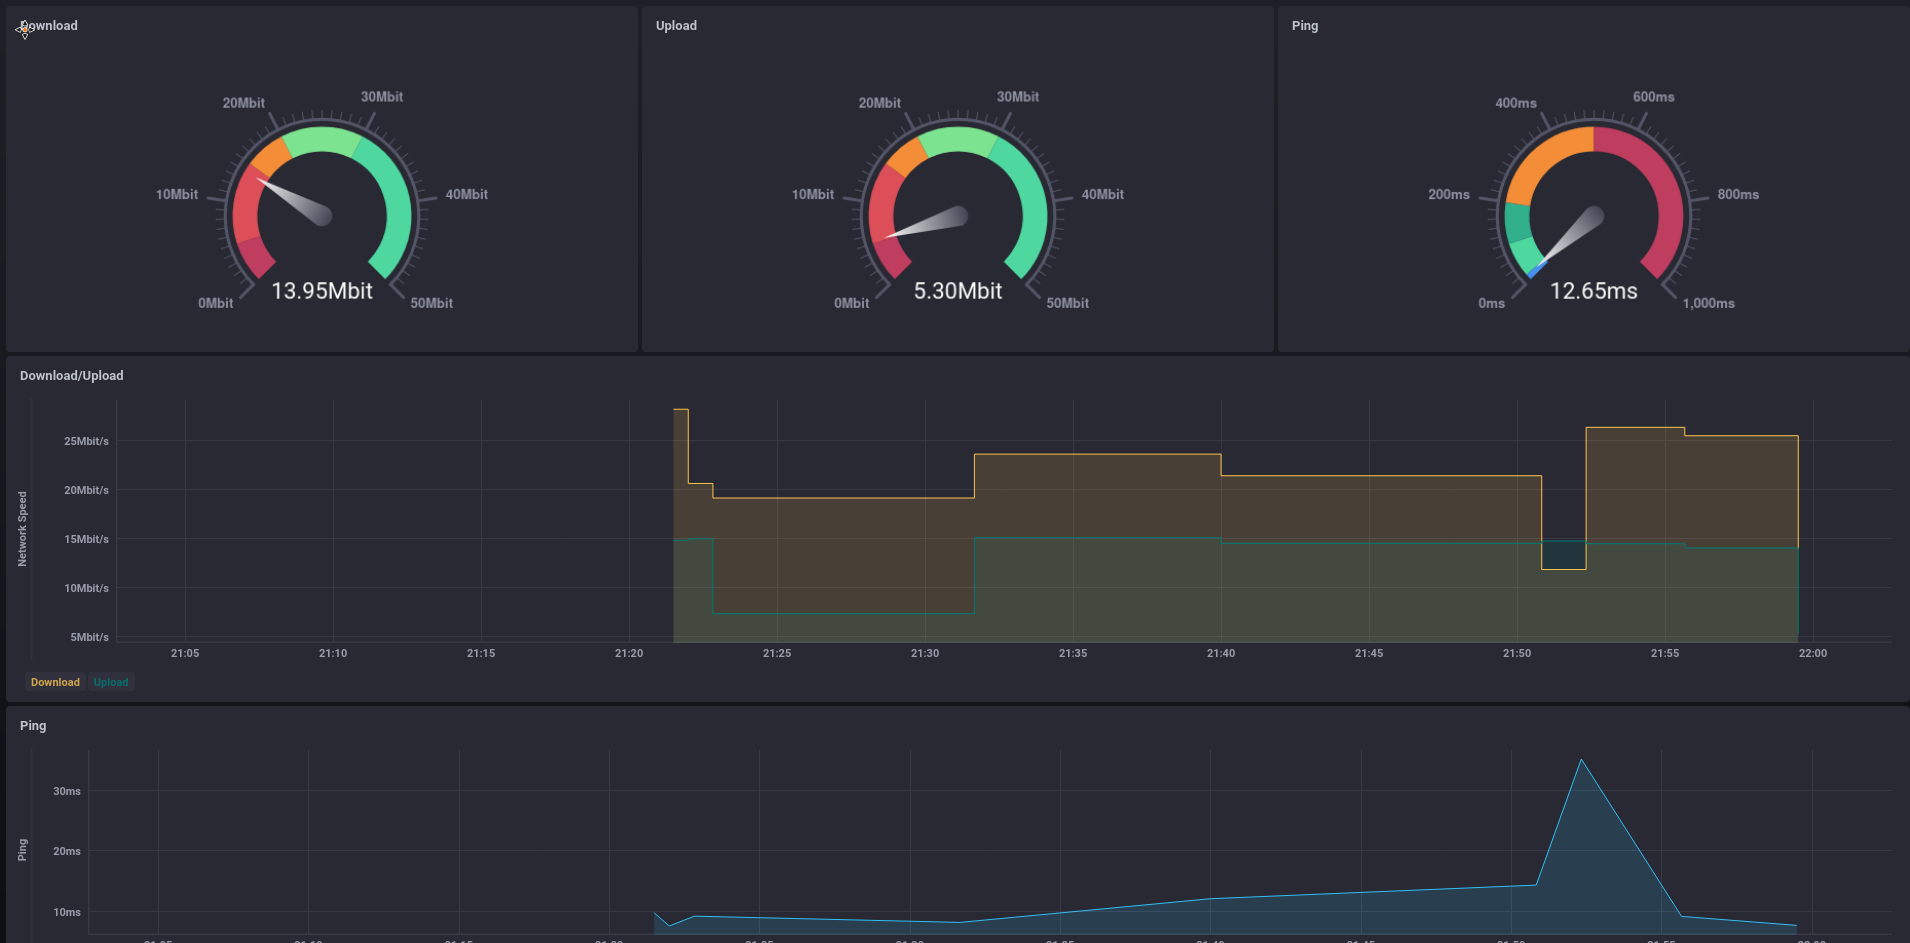 Download
Upload
Ping
20Mbit 30Mbit
10Mbit 40Mbit
13.95Mbit
0Mbit 50Mbit
20Mbit 30Mbit
10Mbit 40Mbit
5.30Mbit
0Mbit 50Mbit
400ms 600ms
200ms 800ms
12.65ms
0ms 1,000ms
Download/Upload
Network Speed
25Mbit/s
20Mbit/s
15Mbit/s
10Mbit/s
5Mbit/s
21:05 21:10 21:15 21:20 21:25 21:30 21:35 21:40 21:45 21:50 21:55 22:00
Download Upload
Ping
Ping
30ms
20ms
10ms